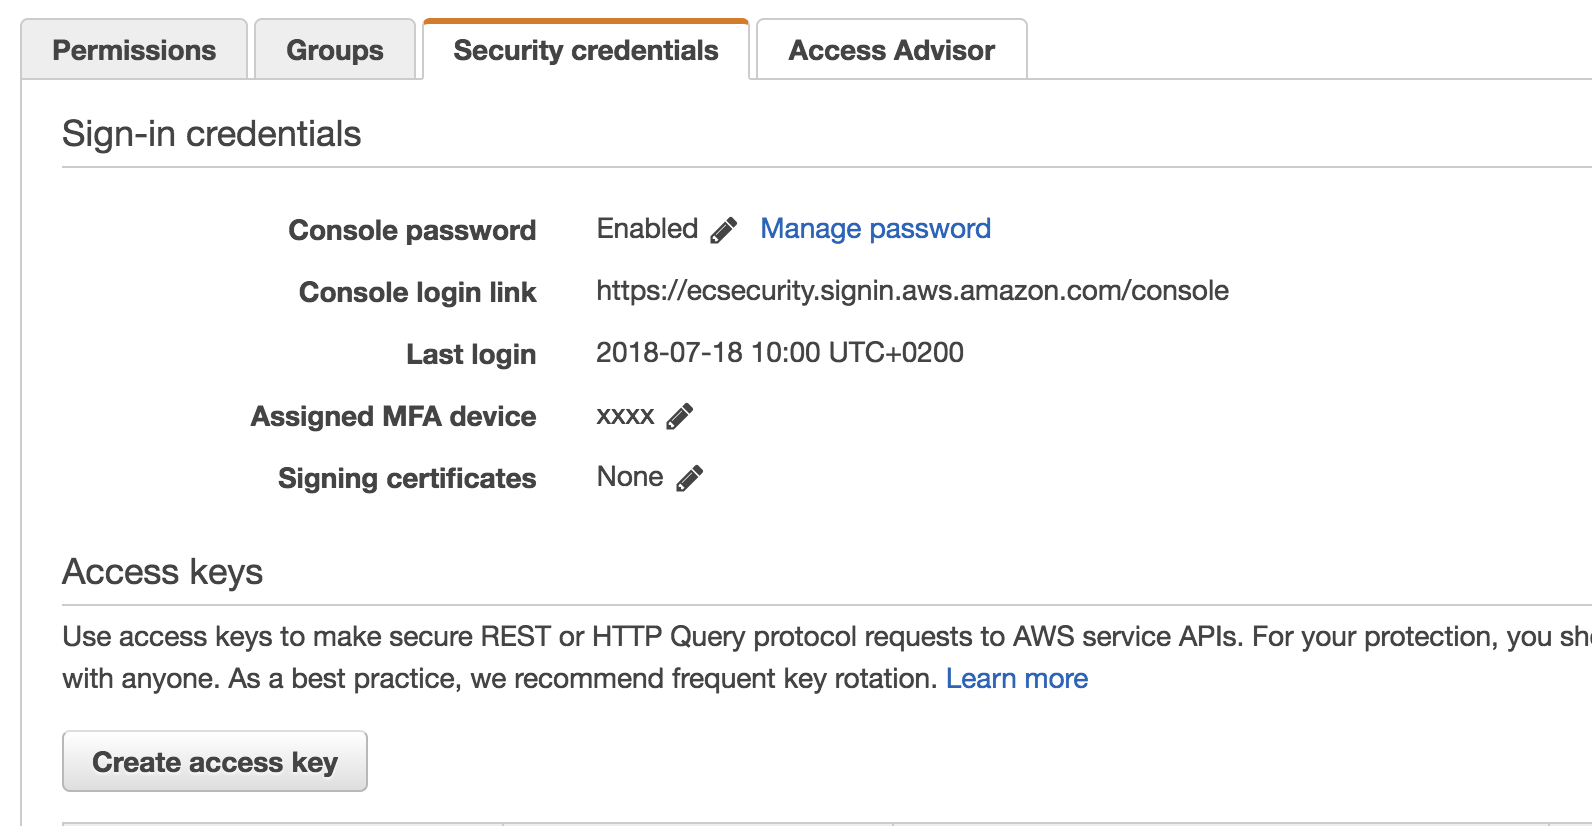 Permissions Groups Security credentials Access Advisor
Sign-in credentials
Console password Enabled Manage password
Console login link https://ecsecurity.signin.aws.amazon.com/console
Last login 2018-07-18 10:00 UTC+0200
Assigned MFA device xxxx
Signing certificates None
Access keys
Use access keys to make secure REST or HTTP Query protocol requests to AWS service APIs. For your protection, you
with anyone. As a best practice, we recommend frequent key rotation. Learn more
Create access key